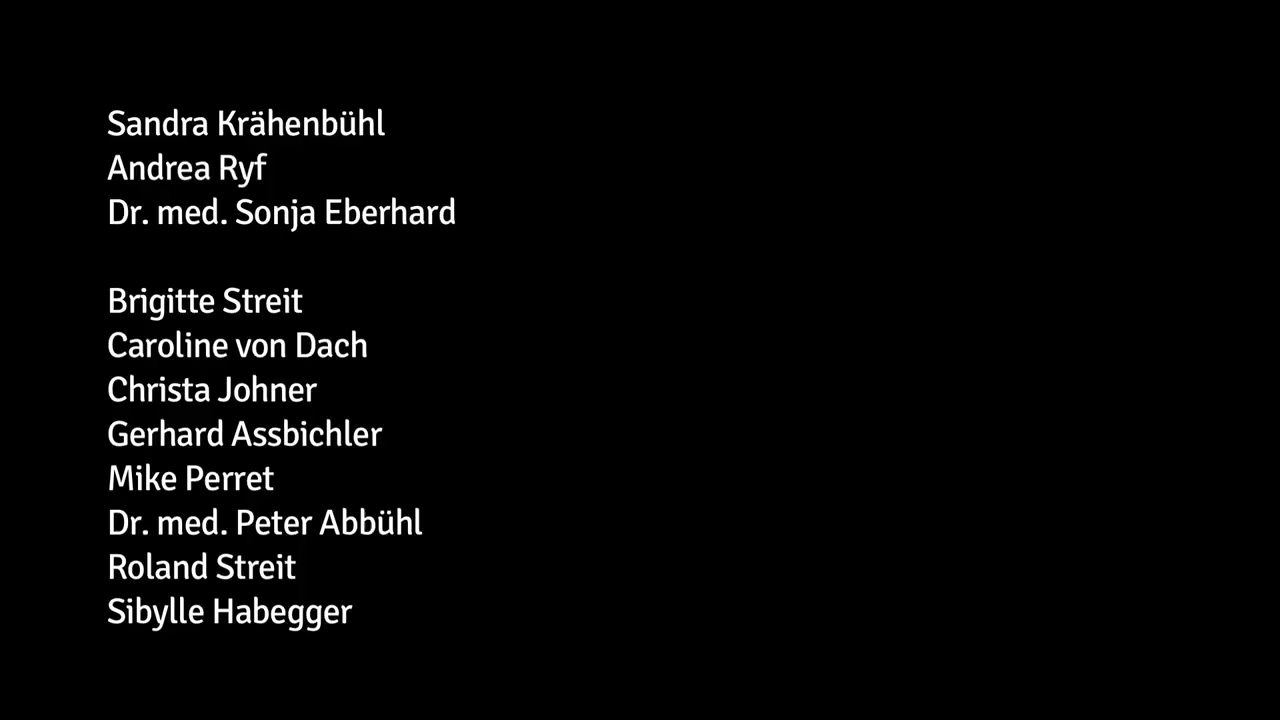 Sandra Krähenbühl
Andrea Ryf
Dr. med. Sonja Eberhard
Brigitte Streit
Caroline von Dach
Christa Johner
Gerhard Assbichler
Mike Perret
Dr. med. Peter Abbühl
Roland Streit
Sibylle Habegger